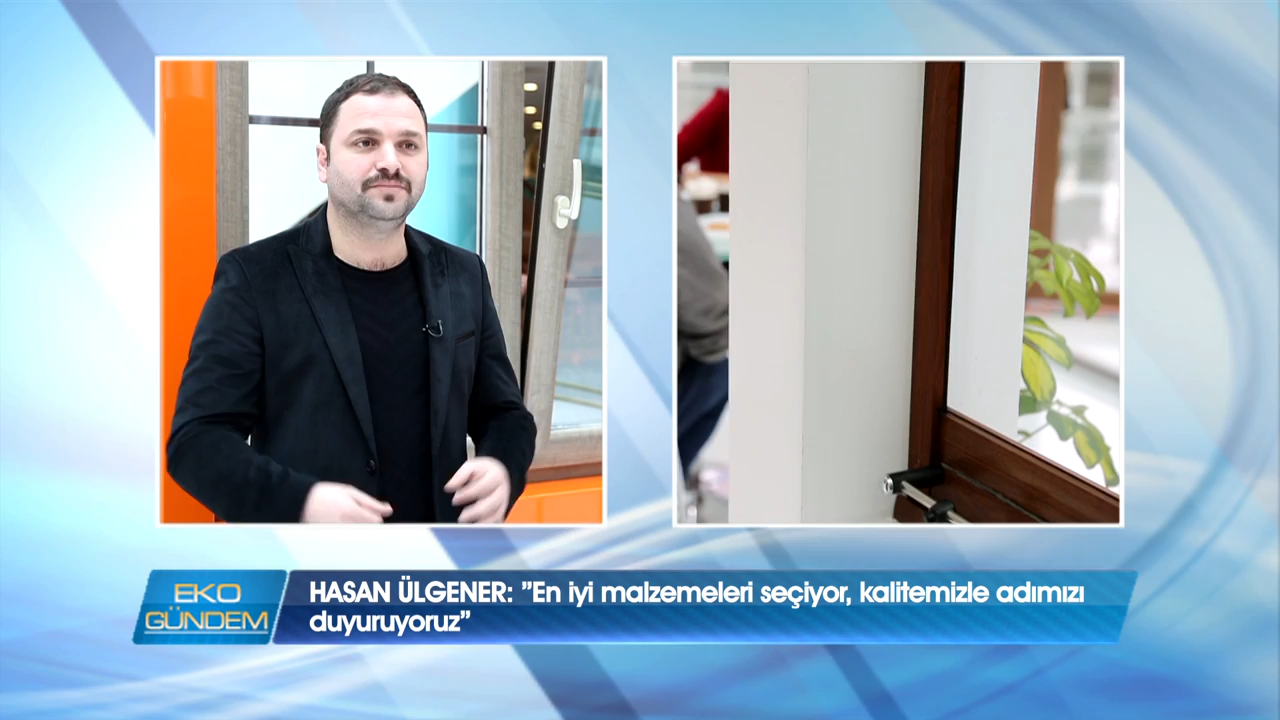 EKO
GÜNDEM
HASAN ÜLGENER: ”En iyi malzemeleri seçiyor, kalitemizle adımızı
duyuruyoruz”